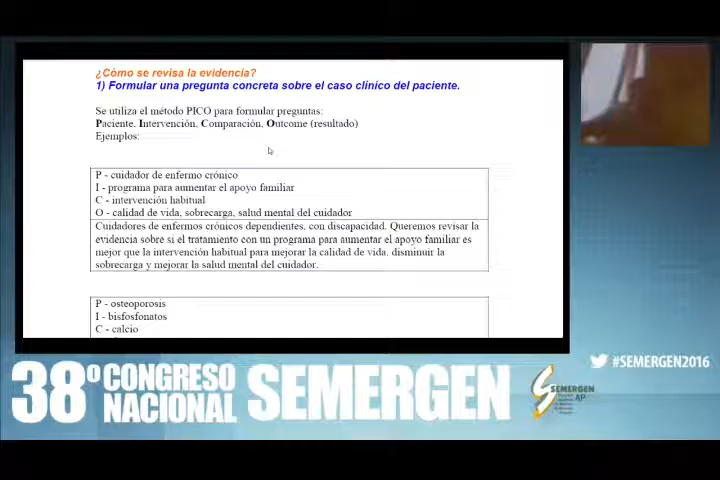 ¿Cómo se revisa la evidencia?
1) Formular una pregunta concreta sobre el caso clínico del paciente.
Se utiliza el método PICO para formular preguntas:
Paciente, Intervención, Comparación, Outcome (resultado)
Ejemplos:
P - cuidador de enfermo crónico
I - programa para aumentar el apoyo familiar
C - intervención habitual
O - calidad de vida, sobrecarga, salud mental del cuidador
Cuidadores de enfermos crónicos dependientes, con discapacidad. Queremos revisar la
evidencia sobre si el tratamiento con un programa para aumentar el apoyo familiar es
mejor que la intervención habitual para mejorar la calidad de vida, disminuir la
sobrecarga y mejorar la salud mental del cuidador.
P - osteoporosis
I - bisfosfonatos
C - calcio
#SEMERGEN2016
38º CONGRESO
NACIONAL
SEMERGEN
SEMERGEN
AP